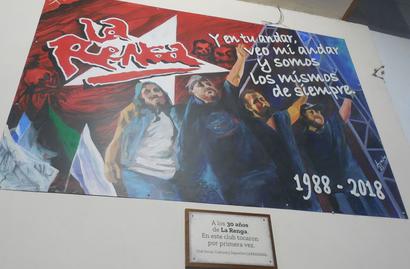 La
Renga
Y en tu andar,
veo mi andar
y somos
los mismos
de siempre.
1988 - 2018
A los 30 años
de La Renga.
En este club tocaron
por primera vez.